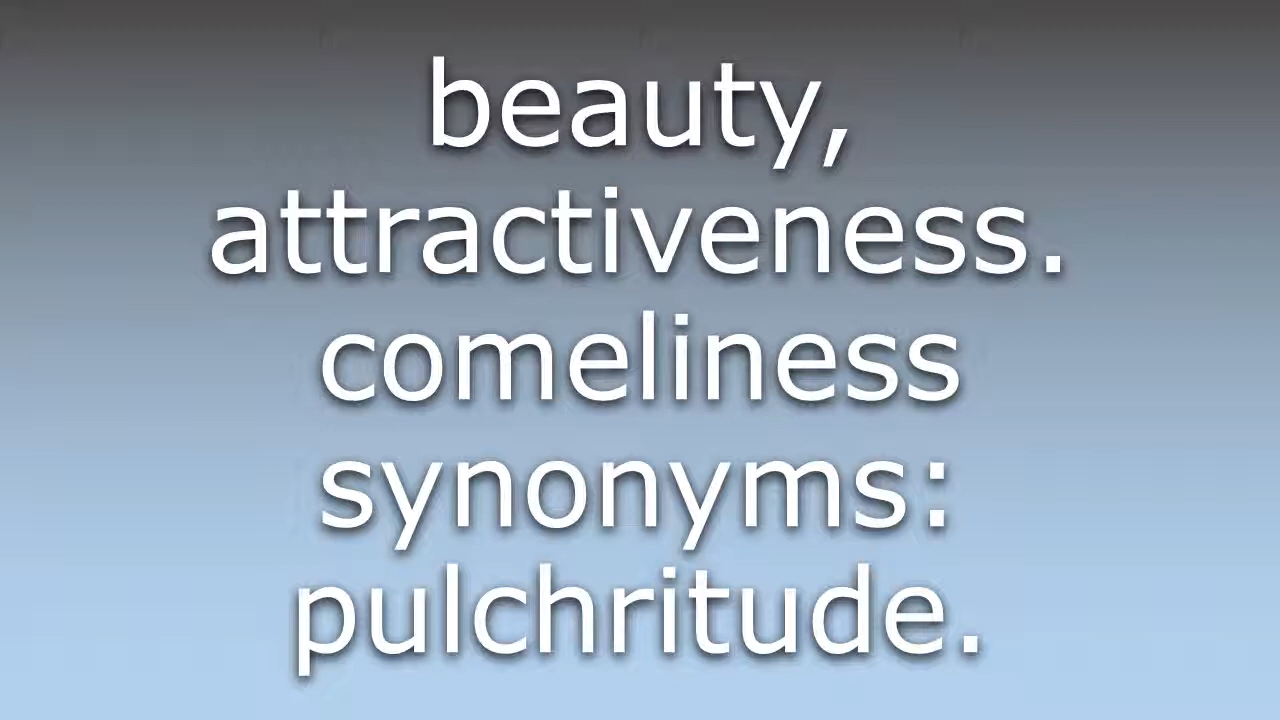 beauty,
attractiveness.
comeliness
synonyms:
pulchritude.